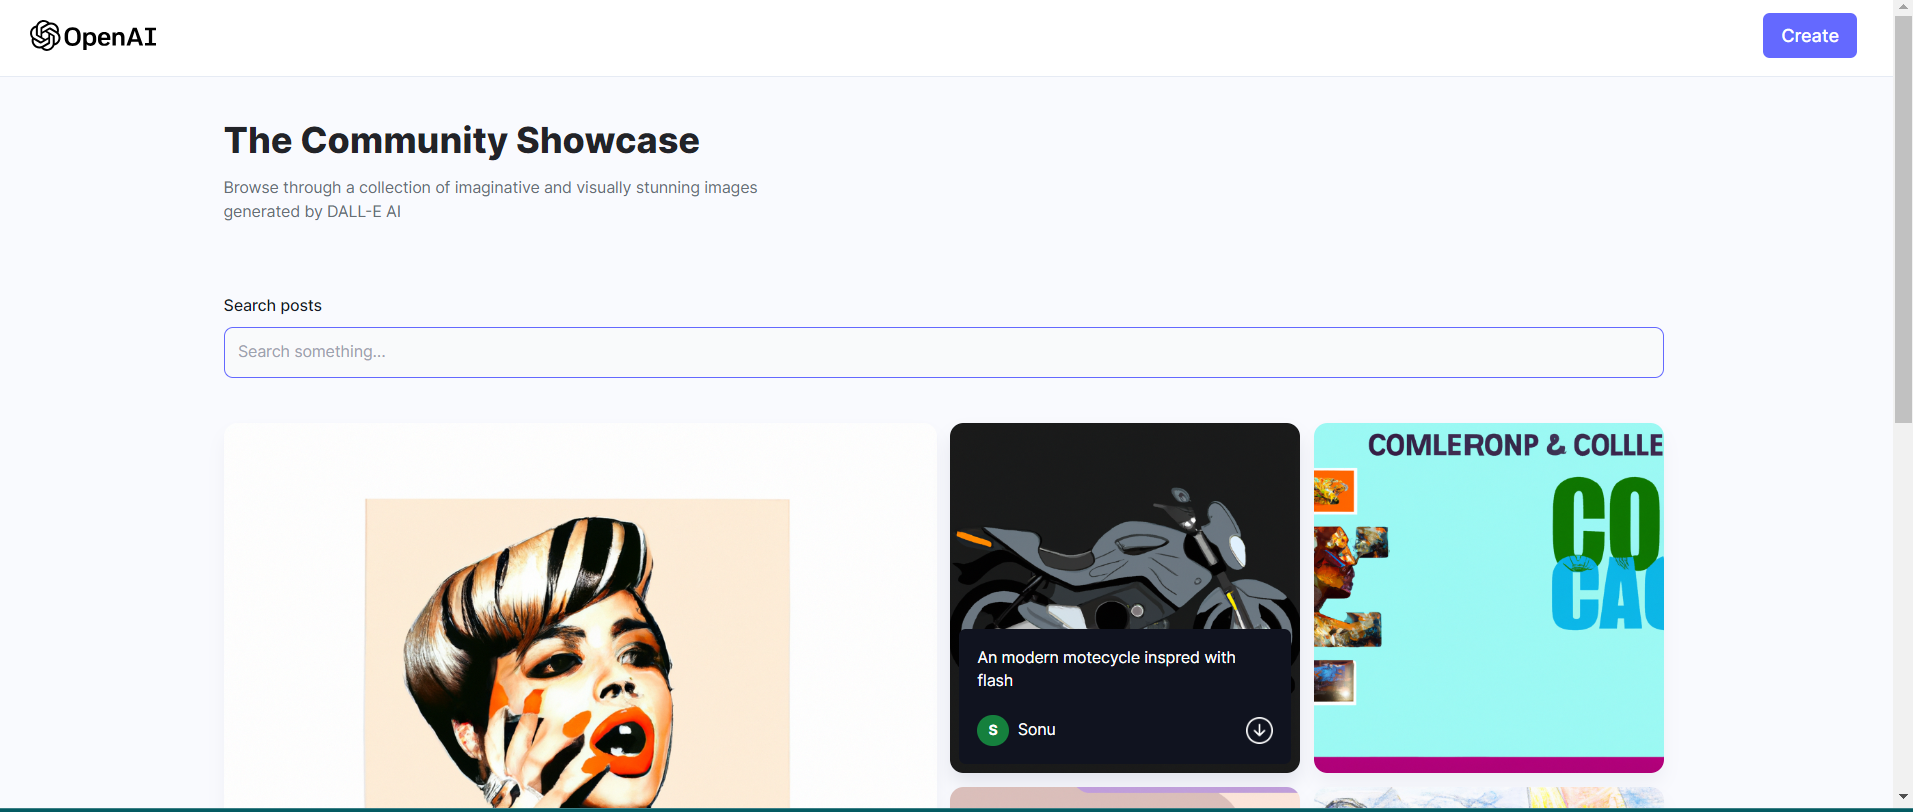 OpenAI
Create
The Community Showcase
Browse through a collection of imaginative and visually stunning images
generated by DALL-E AI
Search posts
Search something...
COMLERONP & COLLLE
CO
CAC
An modern motecycle inspred with
flash
S Sonu